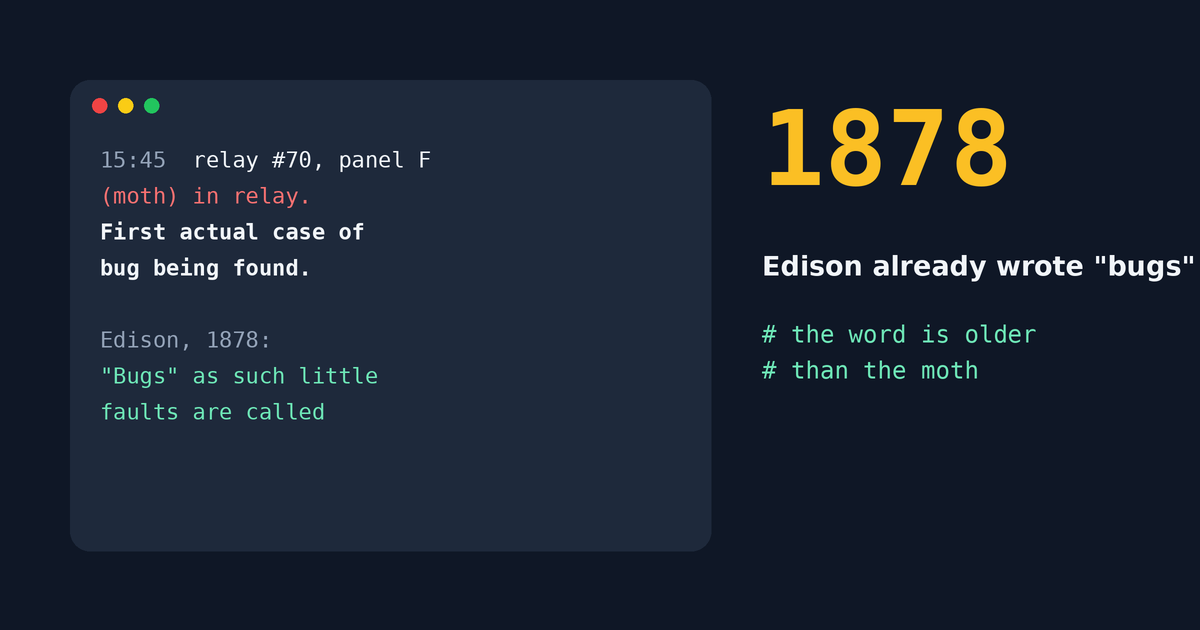 15:45  relay #70, panel F
(moth) in relay.
First actual case of
bug being found.
Edison, 1878:
"Bugs" as such little
faults are called
1878
Edison already wrote "bugs"
# the word is older
# than the moth